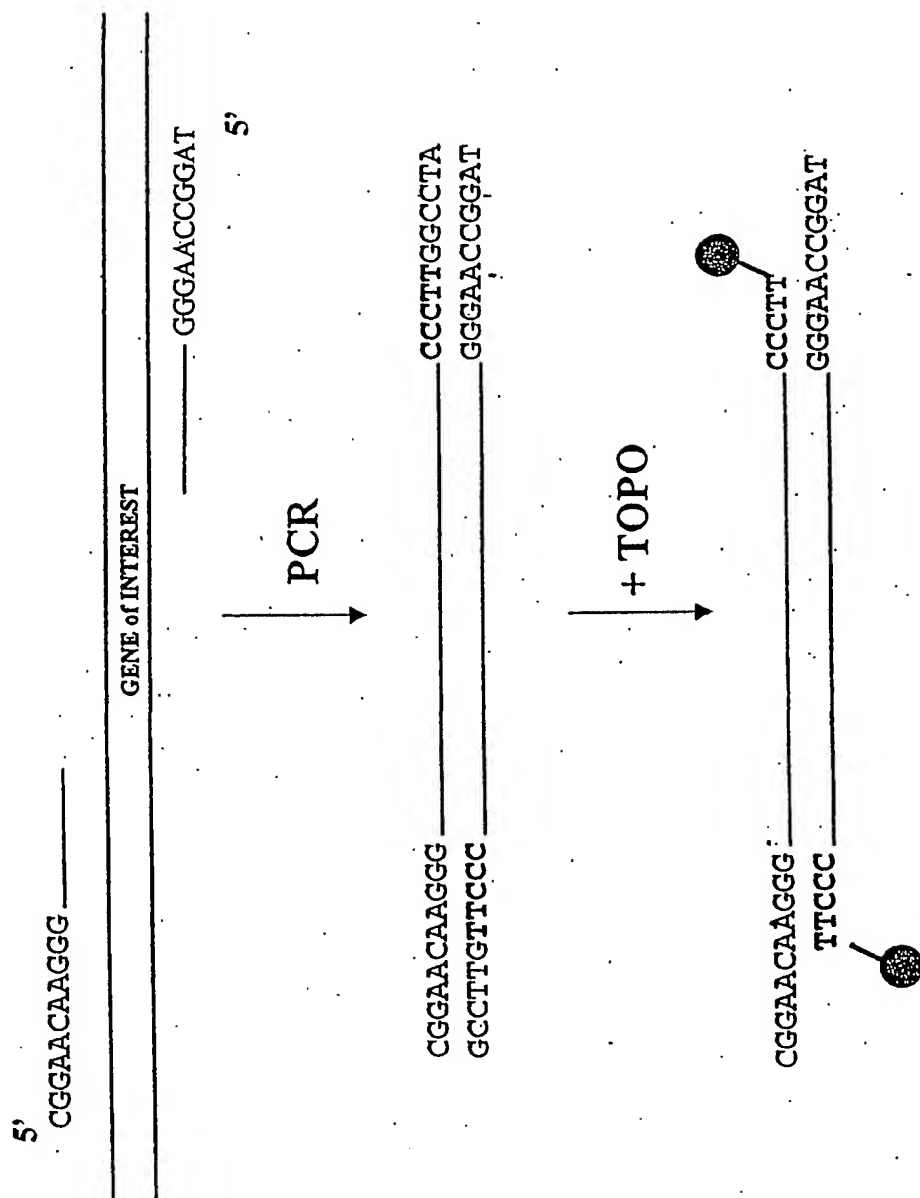 5'
CGGAACAAGGG
GENE of INTEREST
GGGAACCGGAT
5'
PCR
CGGAACAAGGG CCCTTGGCCTA
GCCTTGTTCCC GGGAACCGGAT
+ TOPO
CGGAACAAGGG CCCTT
TTCCC GGGAACCGGAT